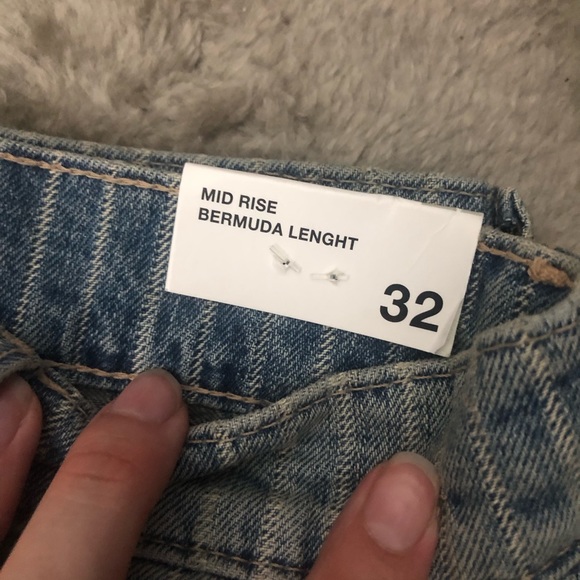 MID RISE
BERMUDA LENGHT
32